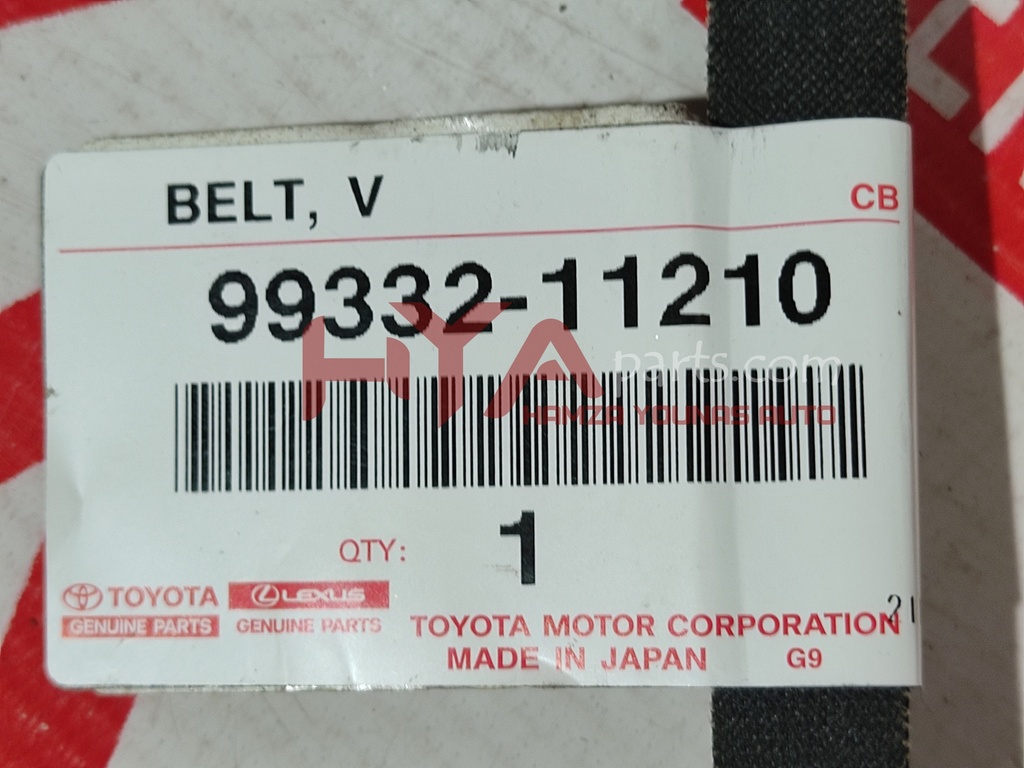 BELT, V
CB
99332-11210
HYA parts.com
HAMZA YOUNAS AUTO
QTY: 1
TOYOTA
GENUINE PARTS
LEXUS
GENUINE PARTS
21
TOYOTA MOTOR CORPORATION
MADE IN JAPAN G9